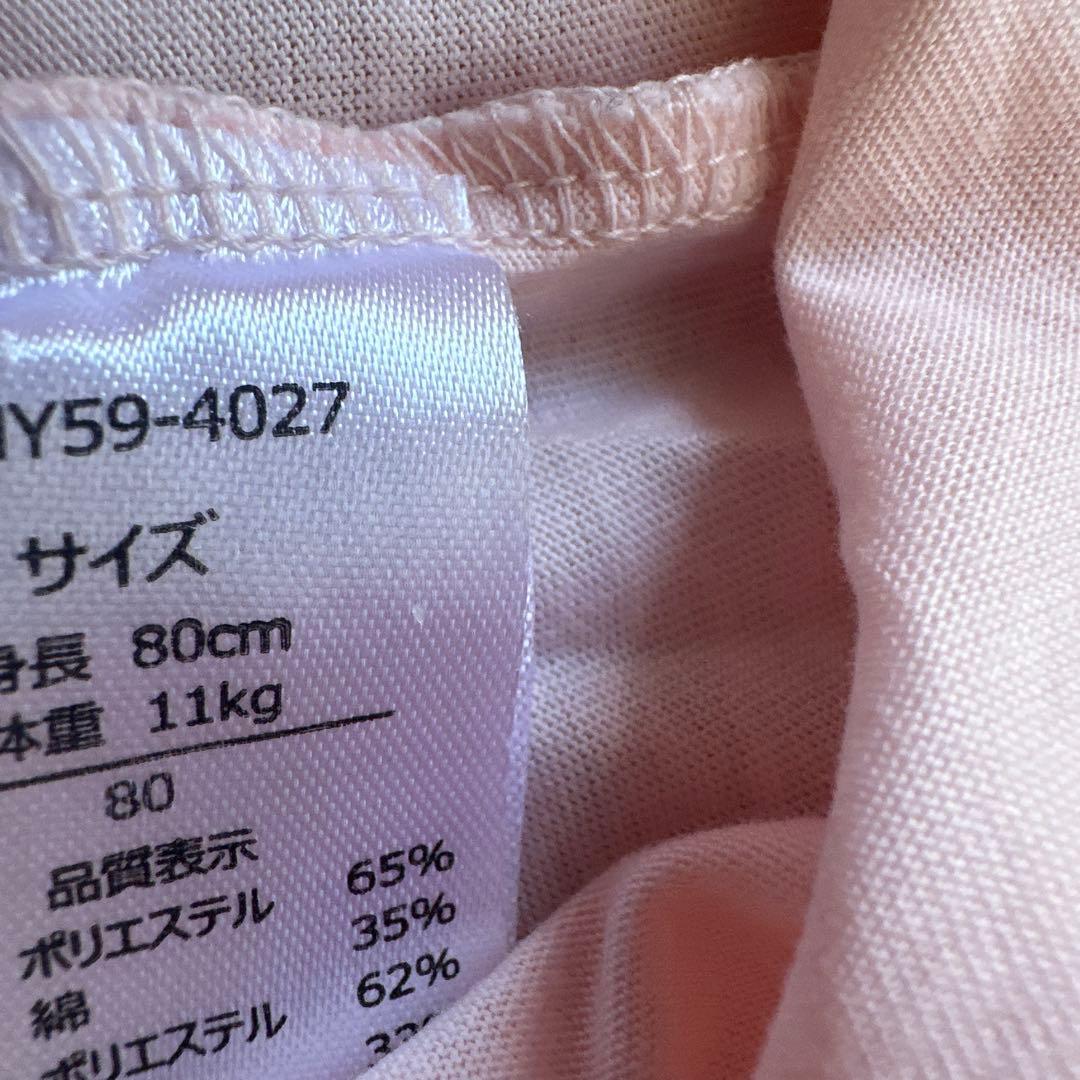 Y59-4027
サイズ
身長 80cm
体重 11kg
80
品質表示
ポリエステル 65%
綿 35%
ポリエステル 62%